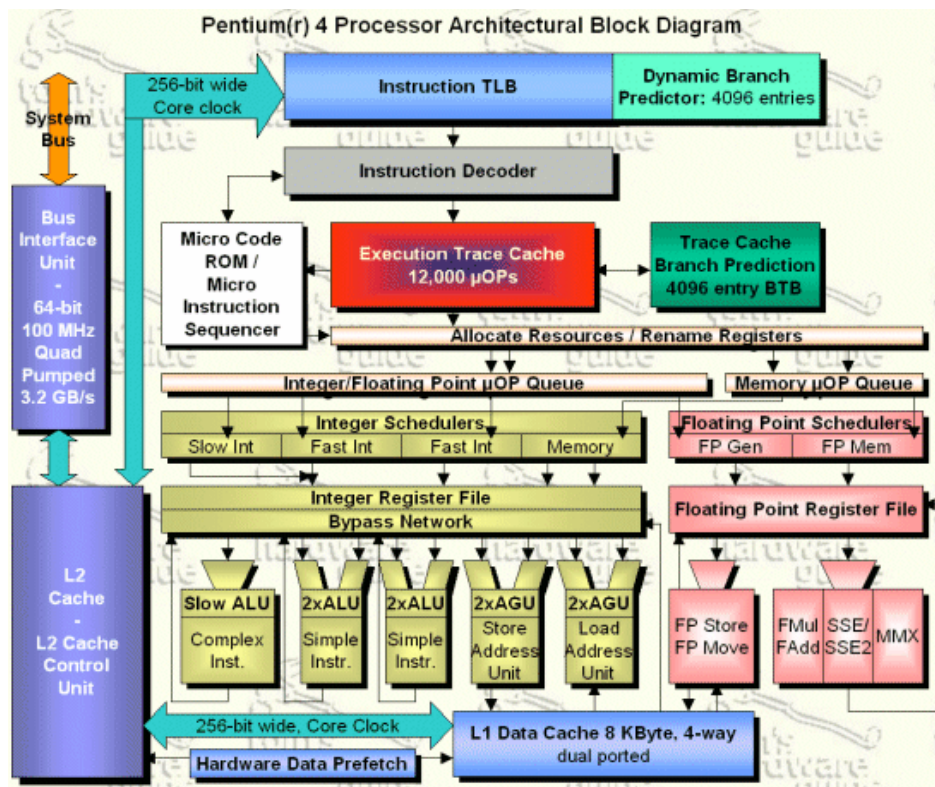 Pentium(r) 4 Processor Architectural Block Diagram
256-bit wide
Core clock
Instruction TLB
Dynamic Branch
Predictor: 4096 entries
System
Bus
tom's
hardware
guide
Instruction Decoder
Bus
Interface
Unit
-
64-bit
100 MHz
Quad
Pumped
3.2 GB/s
Micro Code
ROM /
Micro
Instruction
Sequencer
Execution Trace Cache
12,000 µOPs
Trace Cache
Branch Prediction
4096 entry BTB
Allocate Resources / Rename Registers
Integer/Floating Point µOP Queue
Memory µOP Queue
Integer Schedulers
Slow Int
Fast Int
Fast Int
Memory
Floating Point Schedulers
FP Gen
FP Mem
Integer Register File
Bypass Network
Floating Point Register File
L2
Cache
-
L2 Cache
Control
Unit
Slow ALU
Complex
Inst.
2xALU
Simple
Instr.
2xALU
Simple
Instr.
2xAGU
Store
Address
Unit
2xAGU
Load
Address
Unit
FP Store
FP Move
FMul
FAdd
SSE/
SSE2
MMX
256-bit wide, Core Clock
L1 Data Cache 8 KByte, 4-way
dual ported
Hardware Data Prefetch